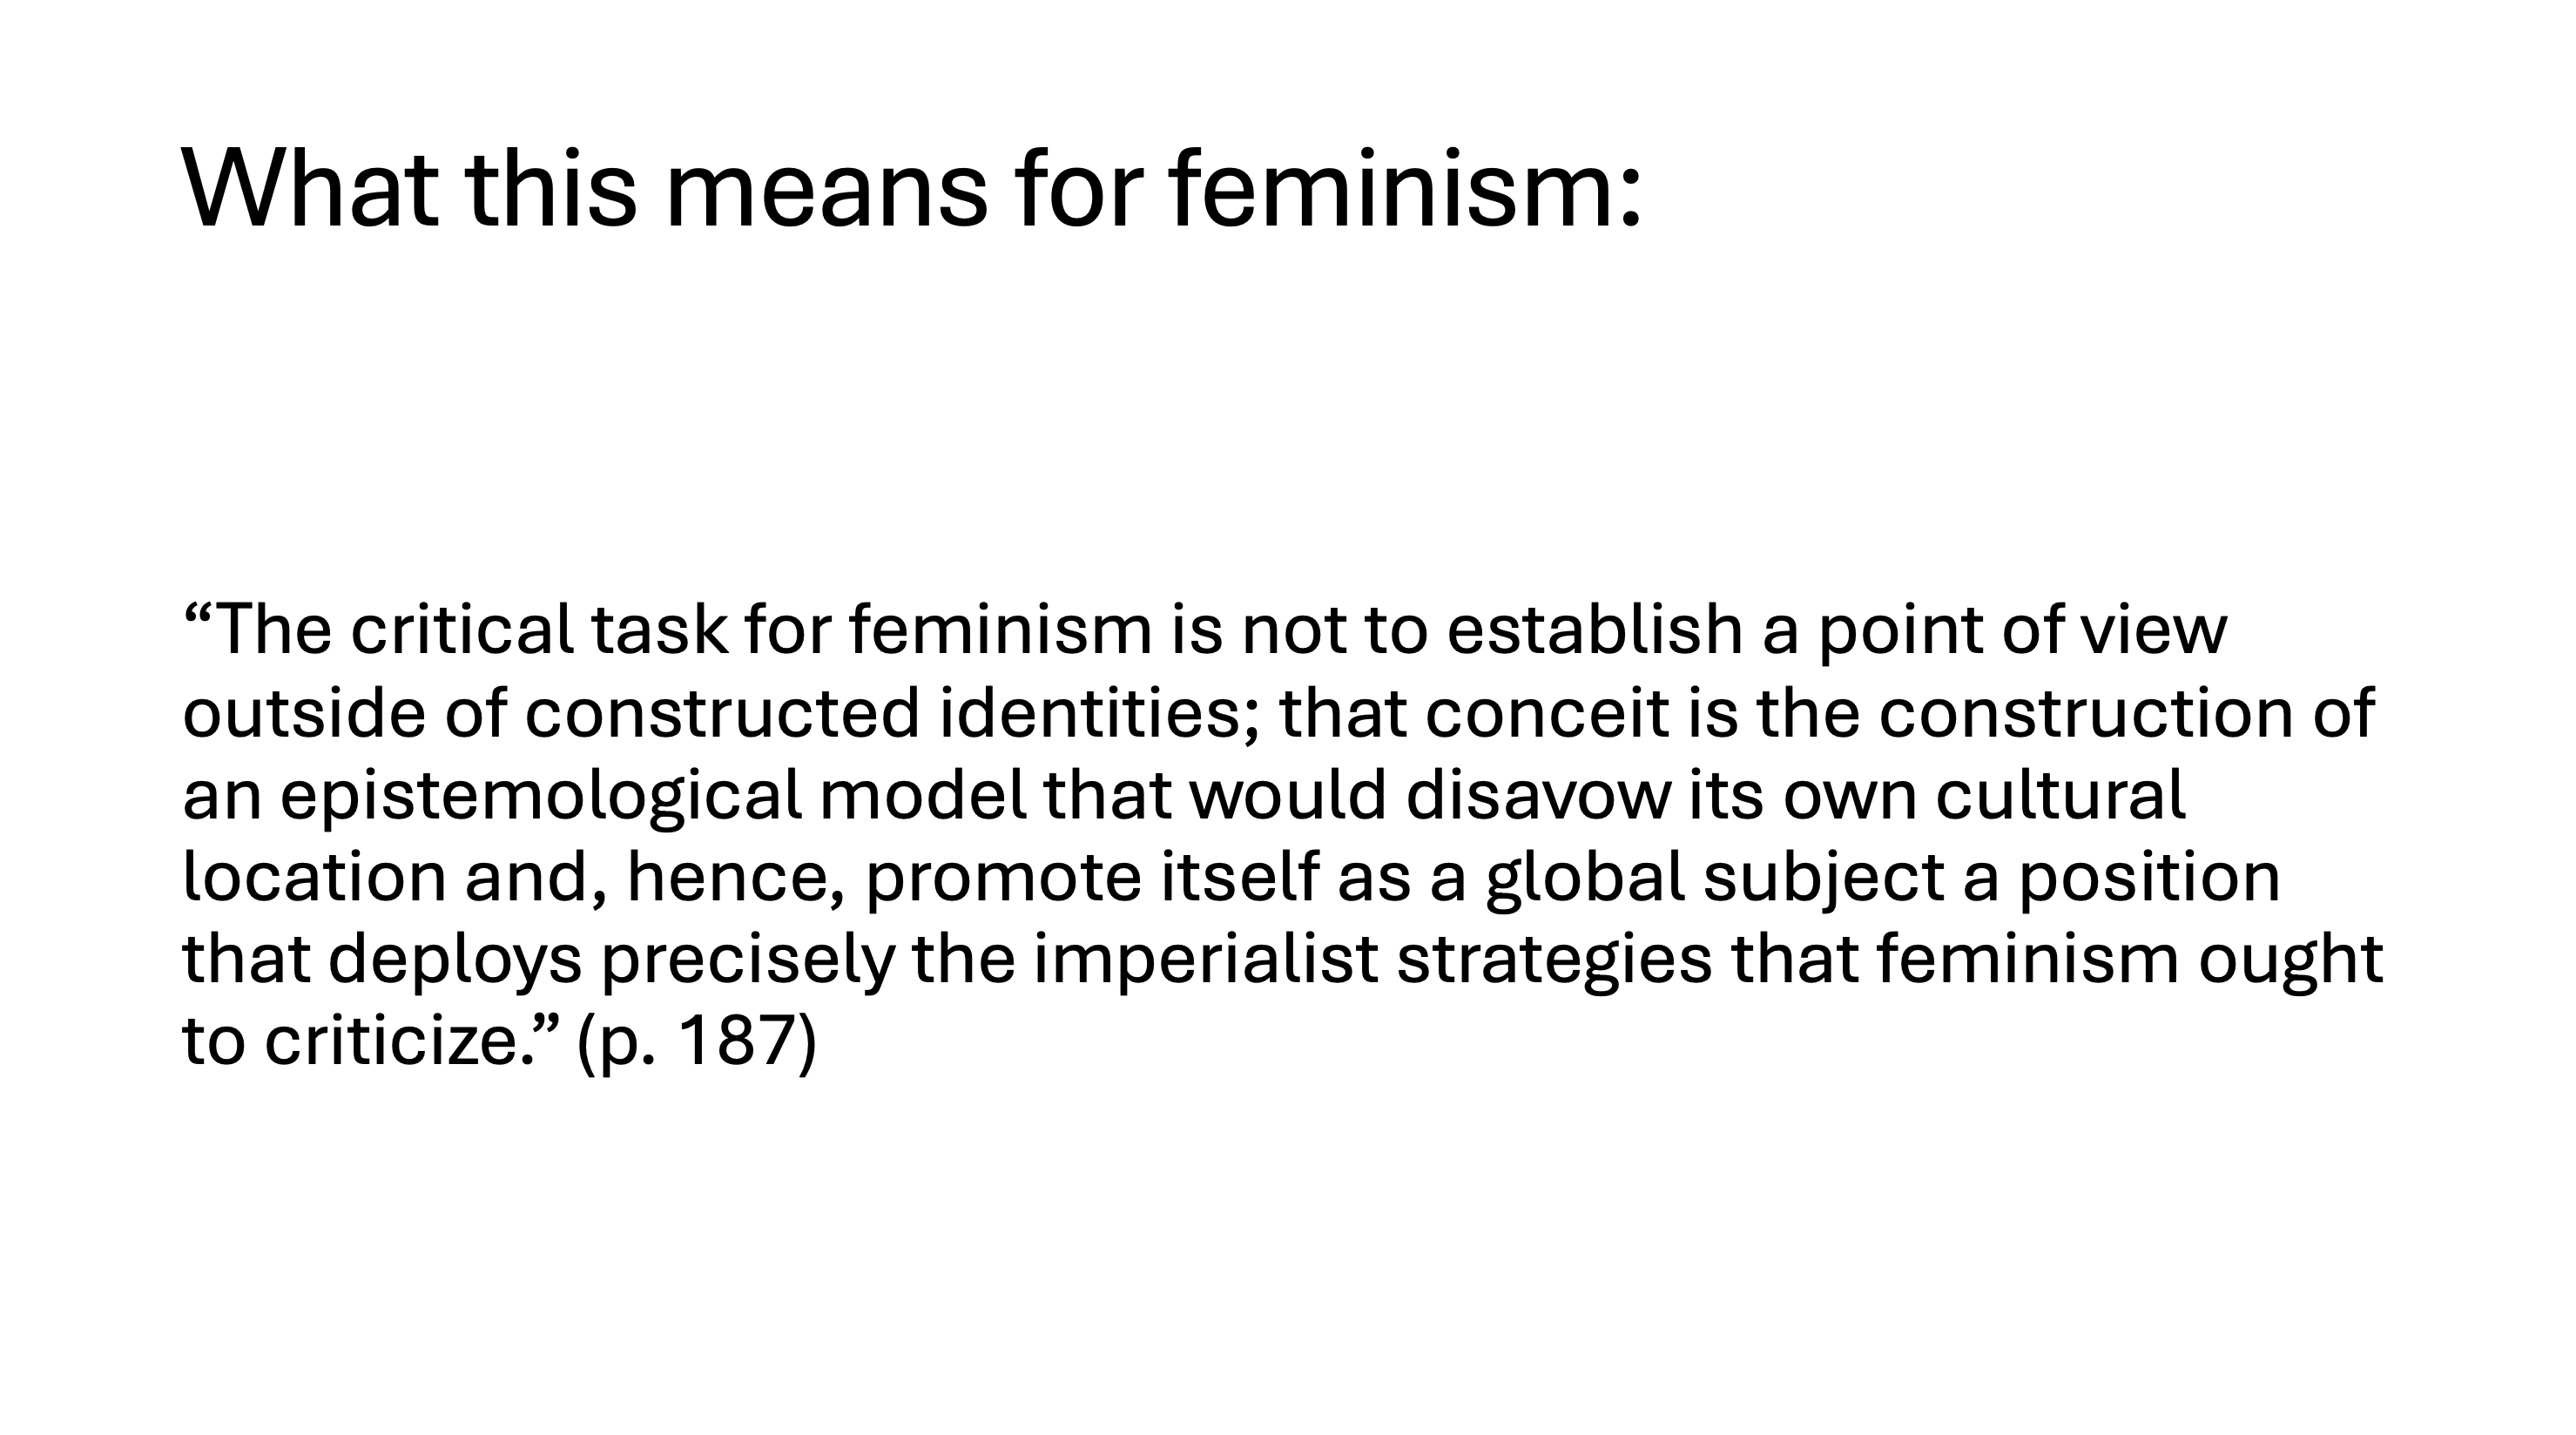 What this means for feminism:
“The critical task for feminism is not to establish a point of view
outside of constructed identities; that conceit is the construction of
an epistemological model that would disavow its own cultural
location and, hence, promote itself as a global subject a position
that deploys precisely the imperialist strategies that feminism ought
to criticize.” (p. 187)